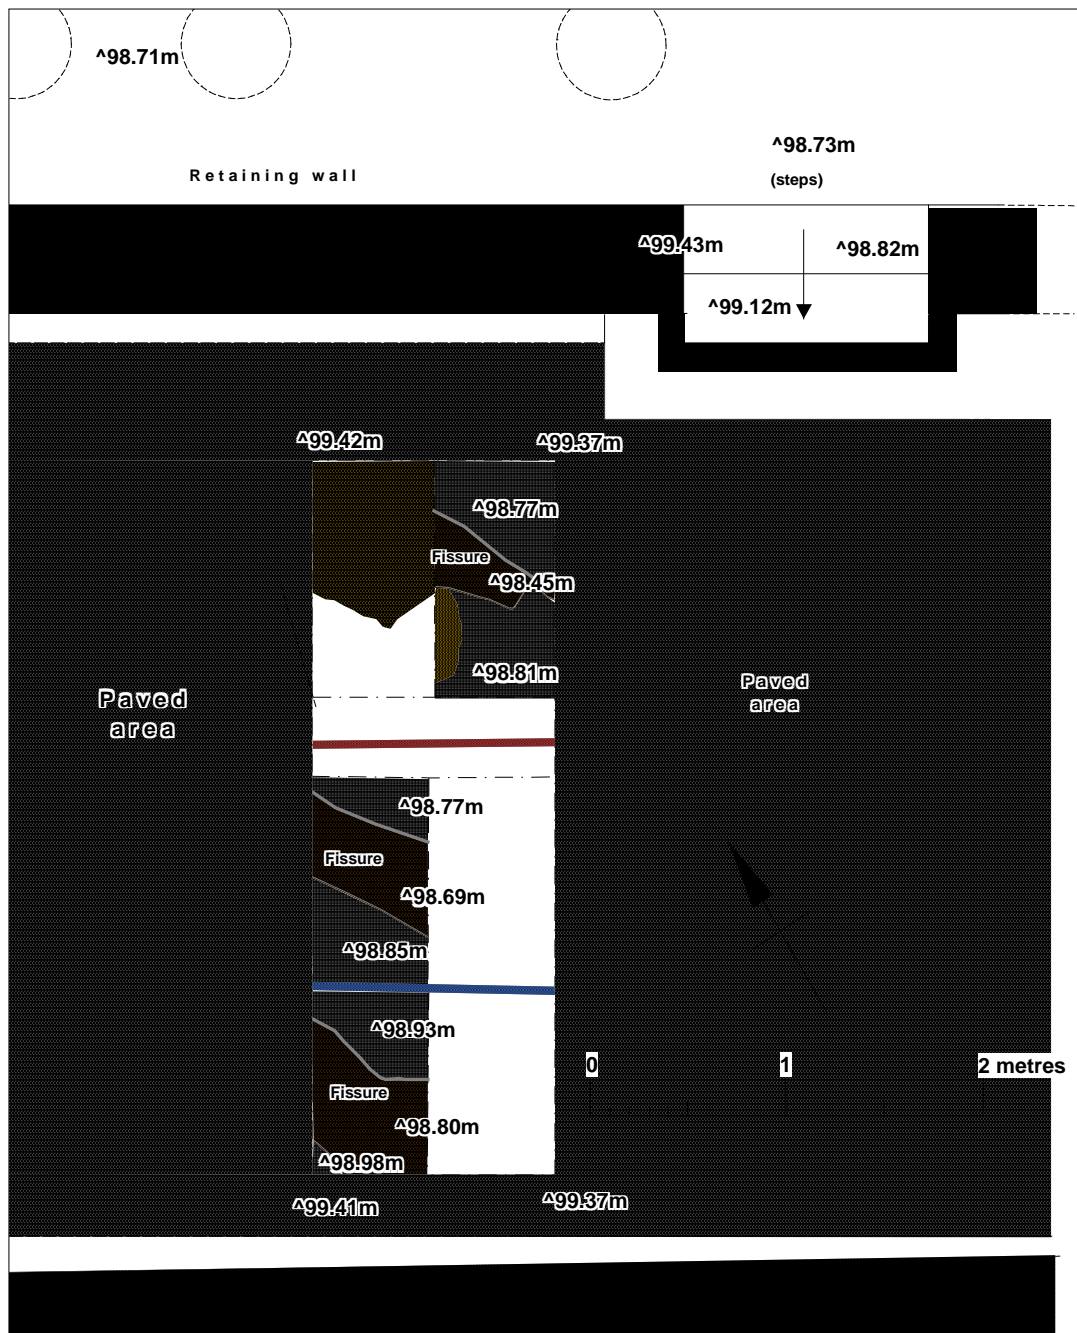 ^98.71m
^98.73m
(steps)
Retaining wall
^99.43m
^98.82m
^99.12m
^99.42m
^99.37m
^98.77m
Fissure
^98.45m
^98.81m
Paved
area
Paved
area
^98.77m
Fissure
^98.69m
^98.85m
^98.93m
0
1
2 metres
Fissure
^98.80m
^98.98m
^99.41m
^99.37m